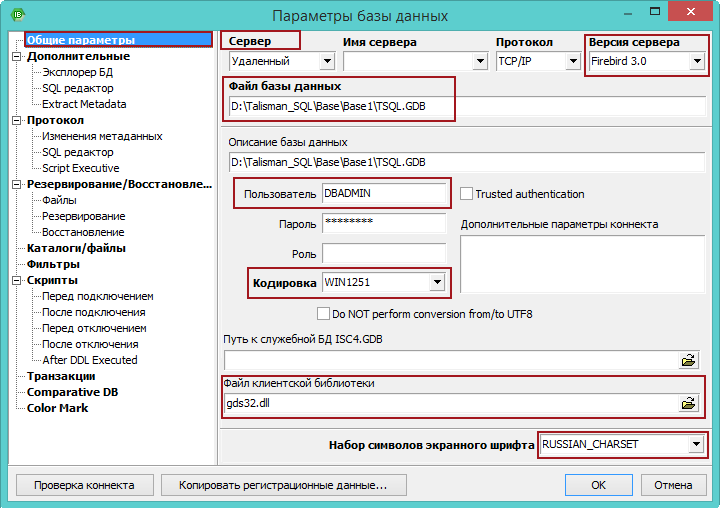 Параметры базы данных
Общие параметры
Дополнительные
Эксплорер БД
SQL редактор
Extract Metadata
Протокол
Изменения метаданных
SQL редактор
Script Executive
Резервирование/Восстановле...
Файлы
Резервирование
Восстановление
Каталоги/файлы
Фильтры
Скрипты
Перед подключением
После подключения
Перед отключением
После отключения
After DDL Executed
Транзакции
Comparative DB
Color Mark
Сервер Имя сервера Протокол Версия сервера
Удаленный TCP/IP Firebird 3.0
Файл базы данных
D:\Talisman_SQL\Base\Base1\TSQL.GDB
Описание базы данных
D:\Talisman_SQL\Base\Base1\TSQL.GDB
Пользователь DBADMIN Trusted authentication
Пароль ******** Дополнительные параметры коннекта
Роль
Кодировка WIN1251
Do NOT perform conversion from/to UTF8
Путь к служебной БД ISC4.GDB
Файл клиентской библиотеки
gds32.dll
Набор символов экранного шрифта RUSSIAN_CHARSET
Проверка коннекта Копировать регистрационные данные... OK Отмена